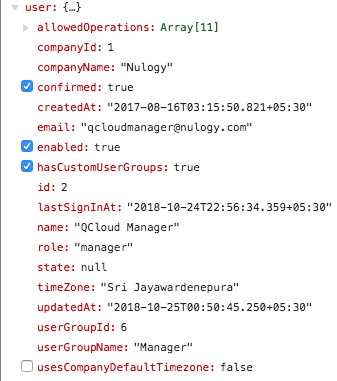 user: {…}
allowedOperations: Array[11]
companyId: 1
companyName: "Nulogy"
confirmed: true
createdAt: "2017-08-16T03:15:50.821+05:30"
email: "qcloudmanager@nulogy.com"
enabled: true
hasCustomUserGroups: true
id: 2
lastSignInAt: "2018-10-24T22:56:34.359+05:30"
name: "QCloud Manager"
role: "manager"
state: null
timeZone: "Sri Jayawardenepura"
updatedAt: "2018-10-25T00:50:45.250+05:30"
userGroupId: 6
userGroupName: "Manager"
usesCompanyDefaultTimezone: false